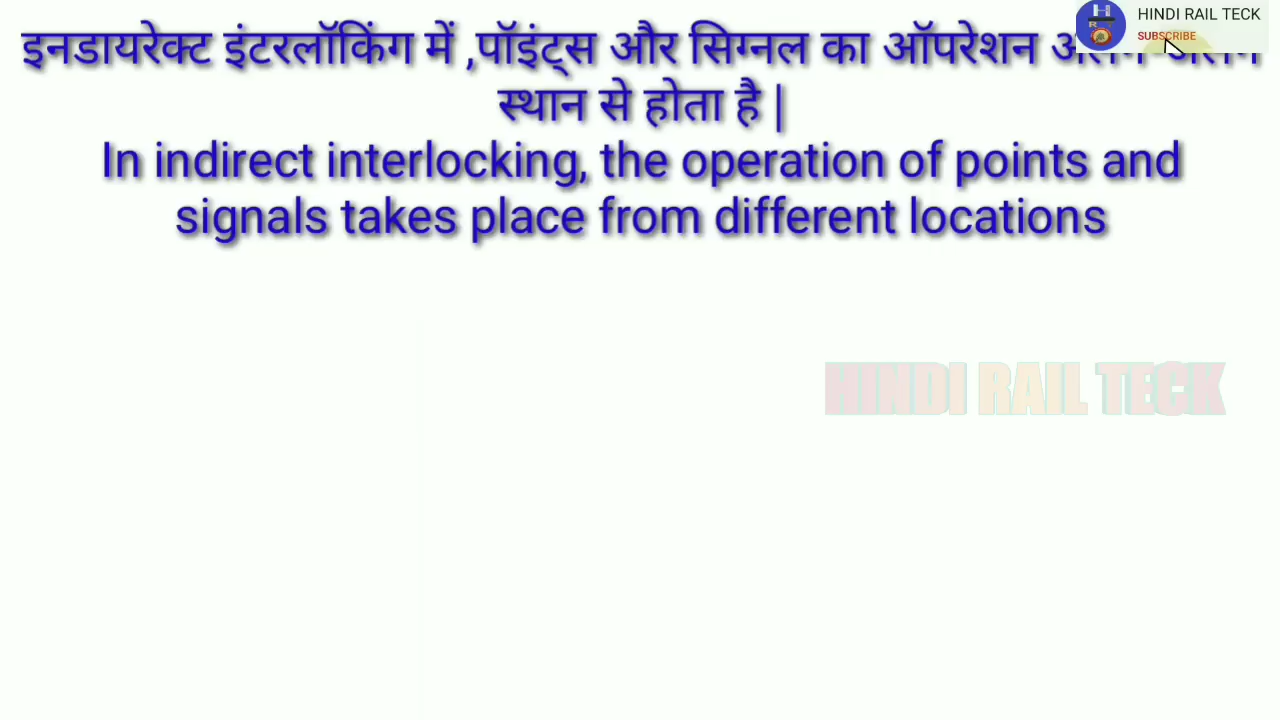 HINDI RAIL TECK
SUBSCRIBE
इनडायरेक्ट इंटरलॉकिंग में ,पॉइंट्स और सिग्नल का ऑपरेशन
स्थान से होता है |
In indirect interlocking, the operation of points and
signals takes place from different locations
HINDI RAIL TECK